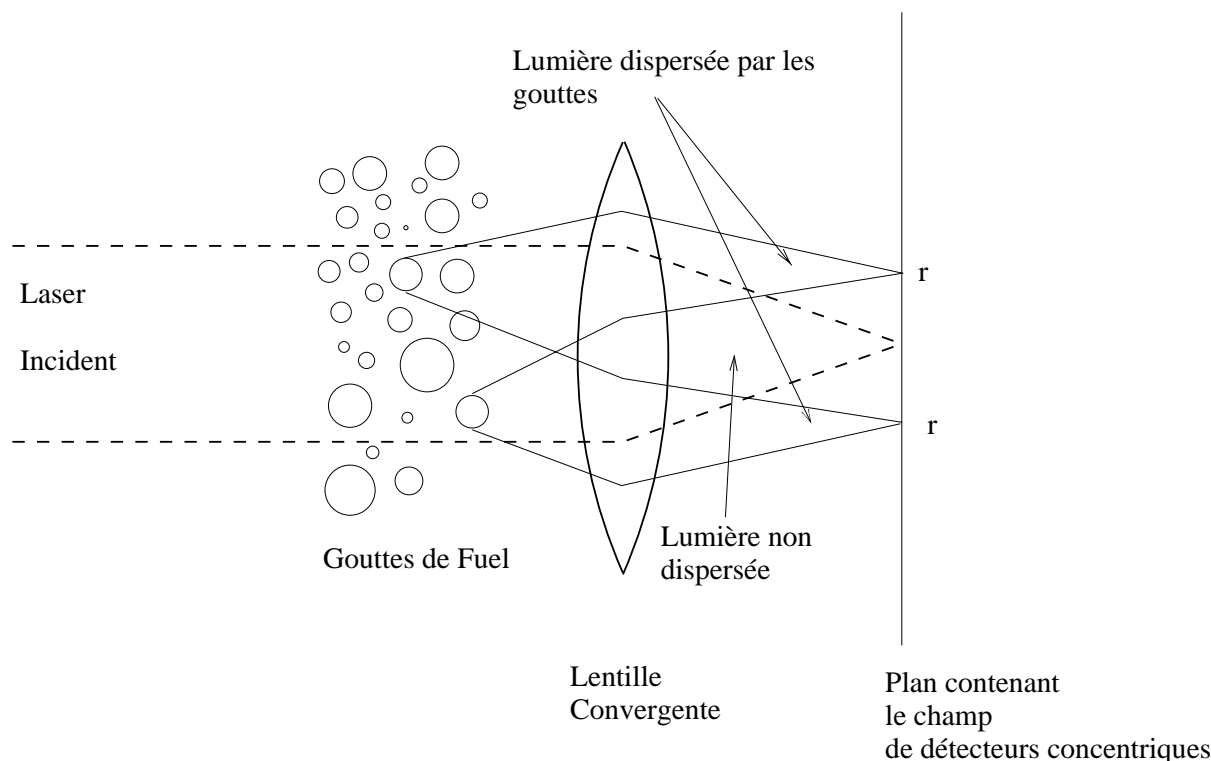 Lumière dispersée par les
gouttes
Laser
Incident
r
r
Lumière non
dispersée
Gouttes de Fuel
Lentille
Convergente
Plan contenant
le champ
de détecteurs concentriques